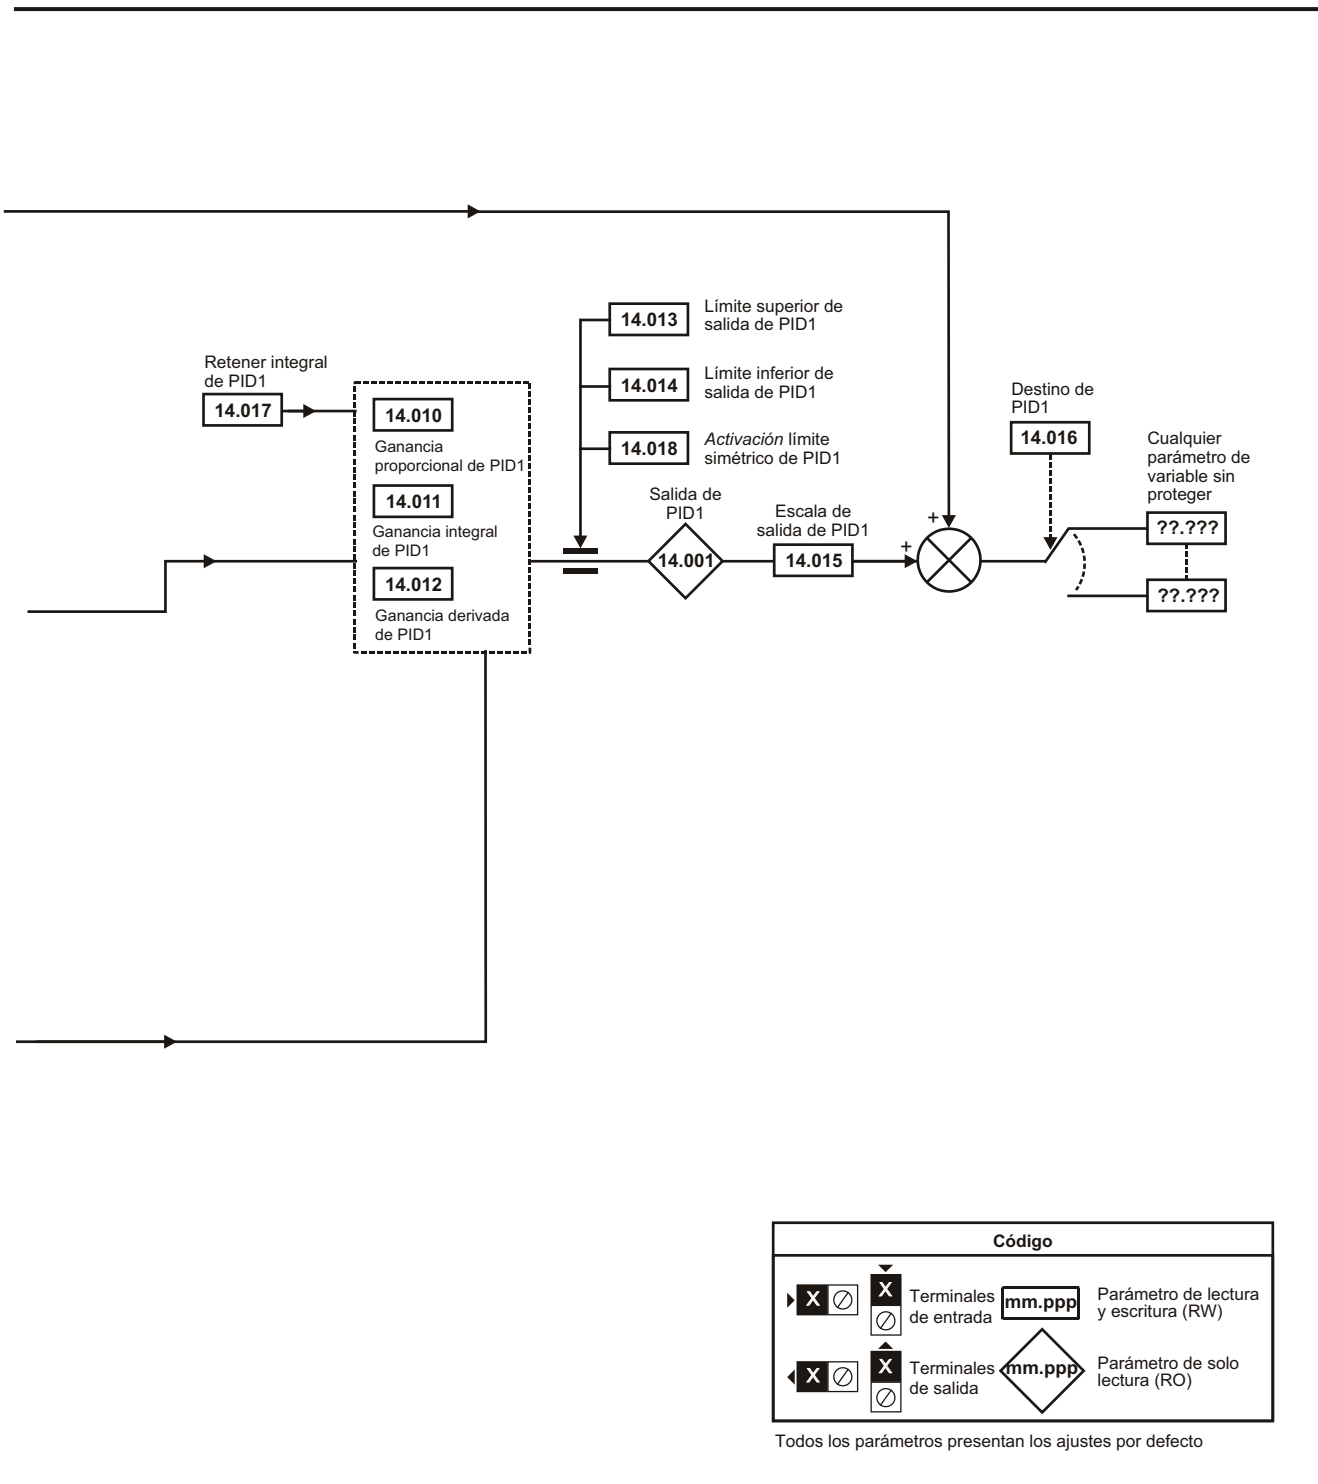 Límite superior de
salida de PID1
14.013
Retener integral
de PID1
14.017
Límite inferior de
salida de PID1
14.014
Activación límite
simétrico de PID1
14.018
14.010
Ganancia
proporcional de PID1
14.011
Ganancia integral
de PID1
14.012
Ganancia derivada
de PID1
Salida de
PID1
14.001
Escala de
salida de PID1
14.015
+
+
Destino de
PID1
14.016
Cualquier
parámetro de
variable sin
proteger
??.???
??.???
Código
X
X
Terminales
de entrada
mm.ppp
Parámetro de lectura
y escritura (RW)
X
X
Terminales
de salida
mm.ppp
Parámetro de solo
lectura (RO)
Todos los parámetros presentan los ajustes por defecto